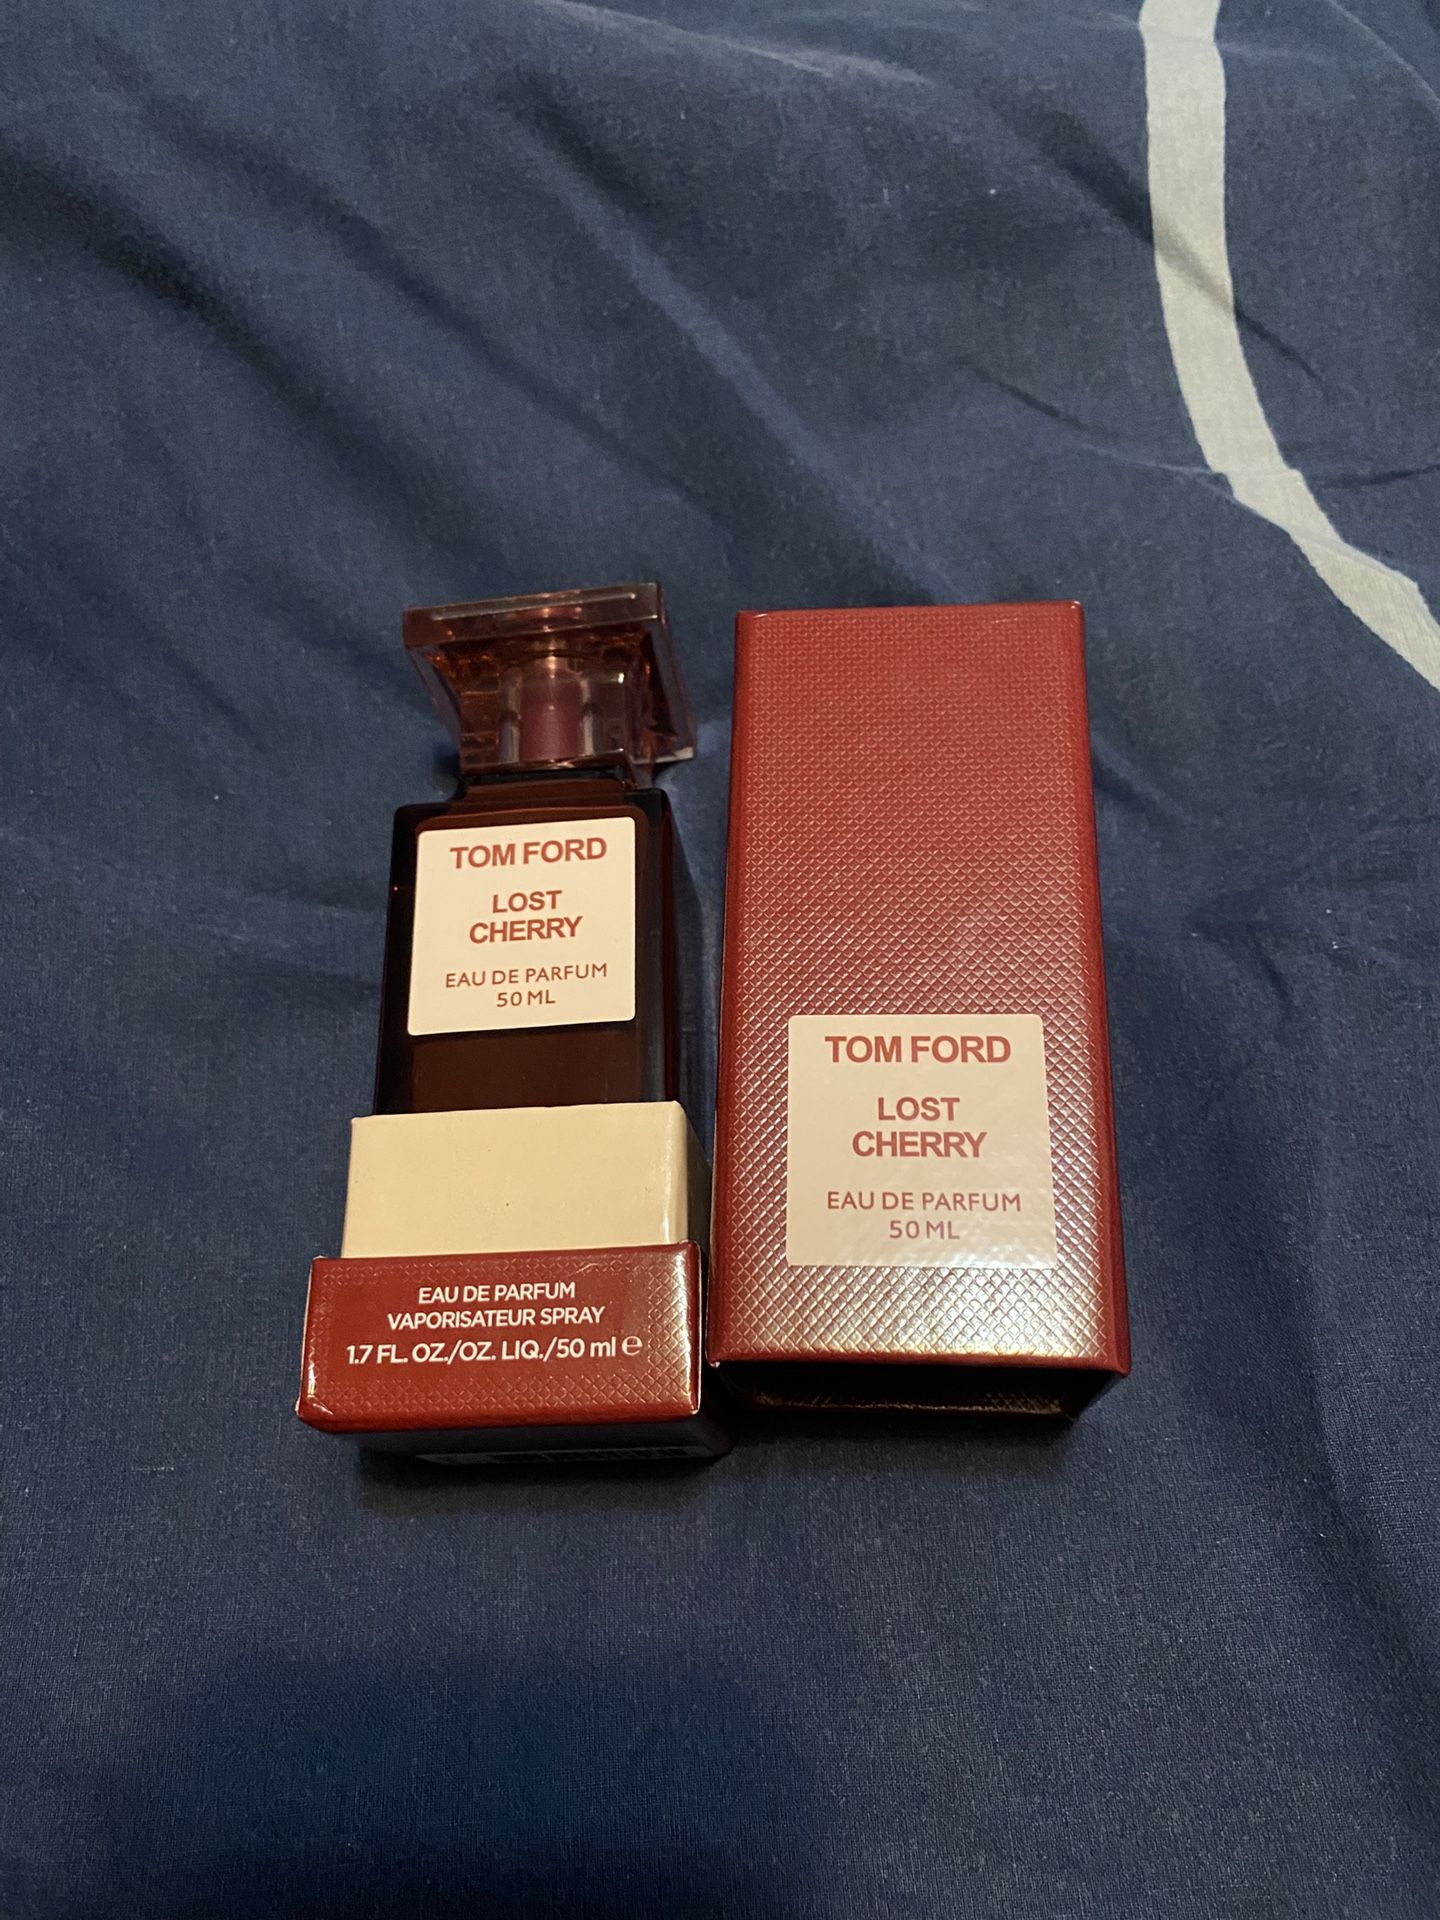 TOM FORD
LOST
CHERRY
EAU DE PARFUM
50 ML
EAU DE PARFUM
VAPORISATEUR SPRAY
1.7 FL. OZ./OZ. LIQ./50 ml ℮
TOM FORD
LOST
CHERRY
EAU DE PARFUM
50 ML